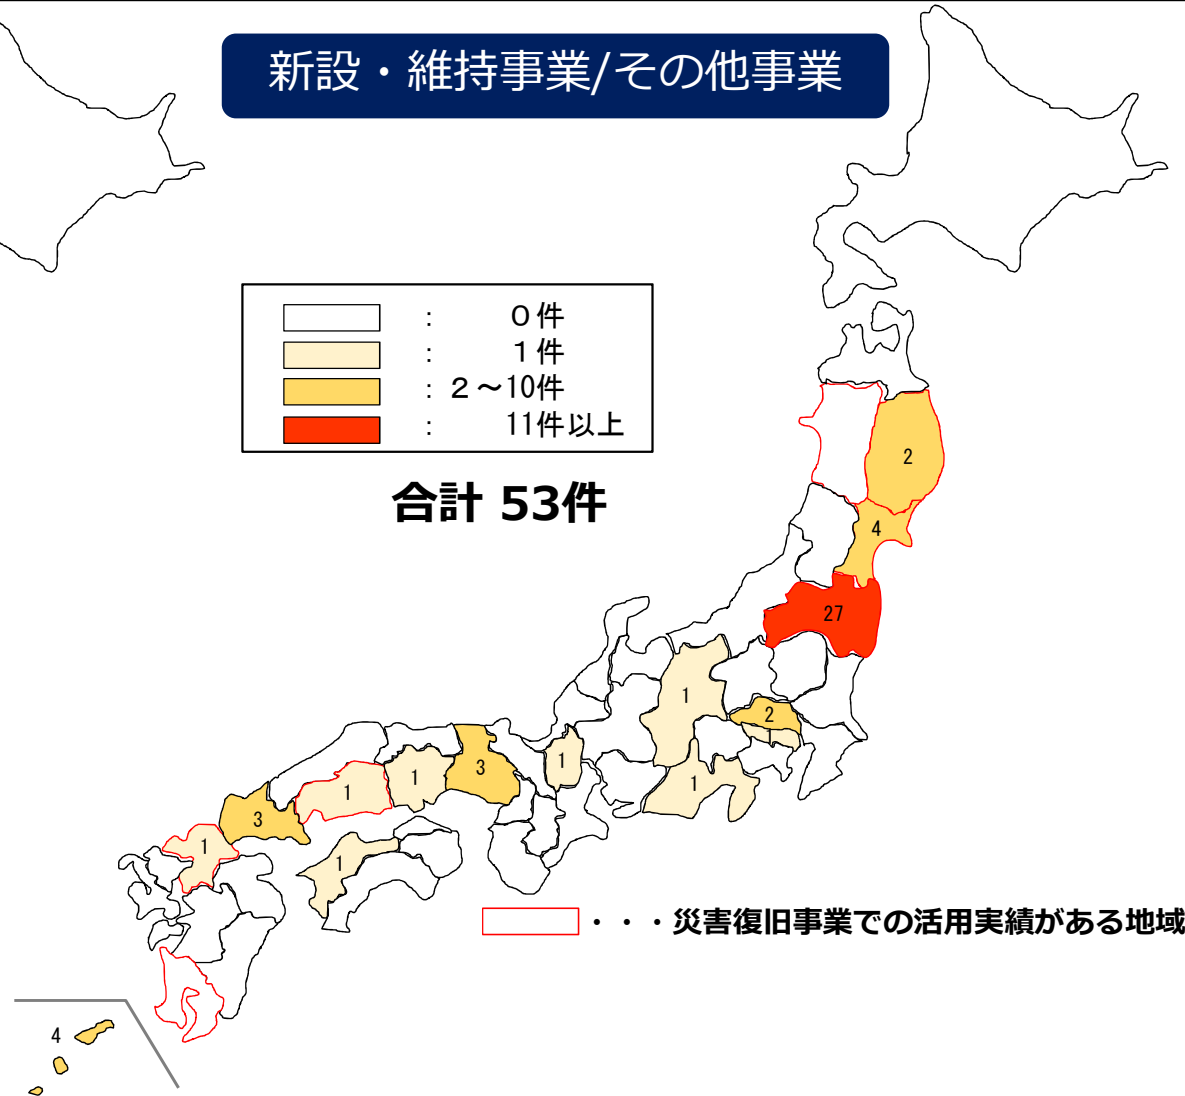 新設・維持事業/その他事業
: 0件
: 1件
: 2～10件
: 11件以上
合計 53件
2
4
27
1
2
1
1
1
3
1
1
3
1
1
・・・災害復旧事業での活用実績がある地域
4